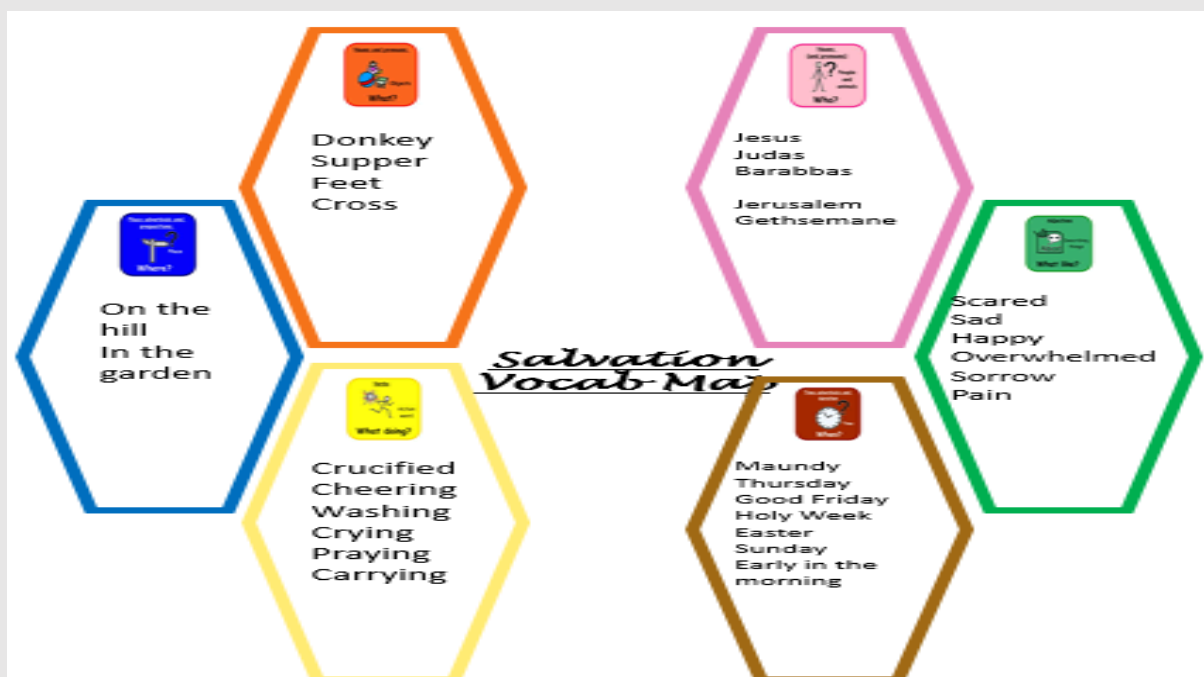 What?
Donkey
Supper
Feet
Cross
Who?
Jesus
Judas
Barabbas
Jerusalem
Gethsemane
Where?
On the
hill
In the
garden
What like?
Scared
Sad
Happy
Overwhelmed
Sorrow
Pain
Salvation
Vocab Map
What doing?
Crucified
Cheering
Washing
Crying
Praying
Carrying
When?
Maundy
Thursday
Good Friday
Holy Week
Easter
Sunday
Early in the
morning